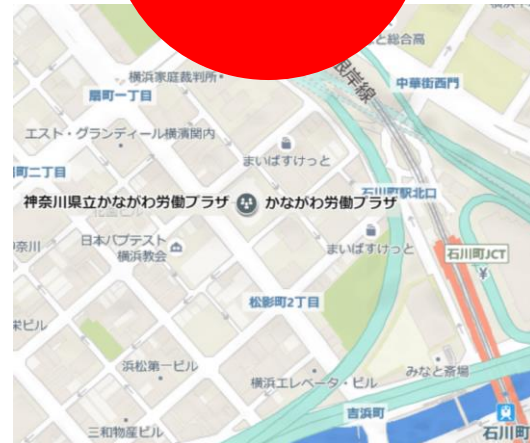 と総合高
横浜家庭裁判所
根岸線
中華街西門
扇町一丁目
エスト・グランディール横濱関内
まいばすけっと
町二丁目
石川町駅北口
神奈川県立かながわ労働プラザ
かながわ労働プラザ
奈川
日本バプテスト
横浜教会
まいばすけっと
石川町JCT
松影町2丁目
栄ビル
浜松第一ビル
みなと斎場
横浜エレベータ・ビル
吉浜町
三和物産ビル
石川町